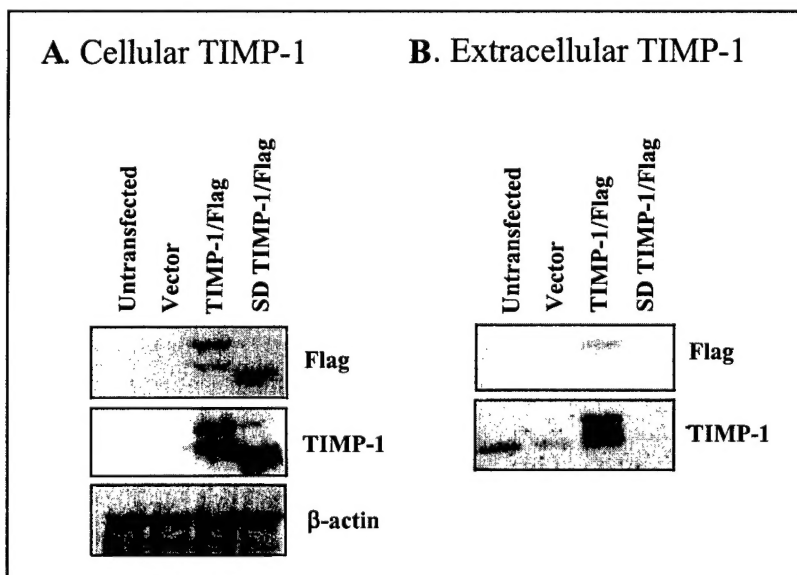 A. Cellular TIMP-1
Untransfected
Vector
TIMP-1/Flag
SD TIMP-1/Flag
Flag
TIMP-1
β-actin
B. Extracellular TIMP-1
Untransfected
Vector
TIMP-1/Flag
SD TIMP-1/Flag
Flag
TIMP-1